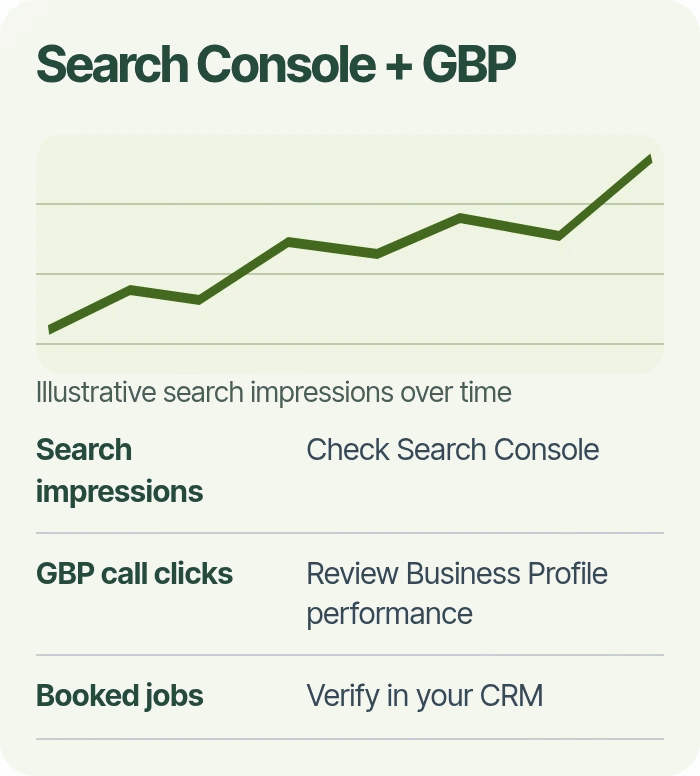 Search Console + GBP
Illustrative search impressions over time
Search
impressions
Check Search Console
GBP call clicks
Review Business Profile
performance
Booked jobs
Verify in your CRM